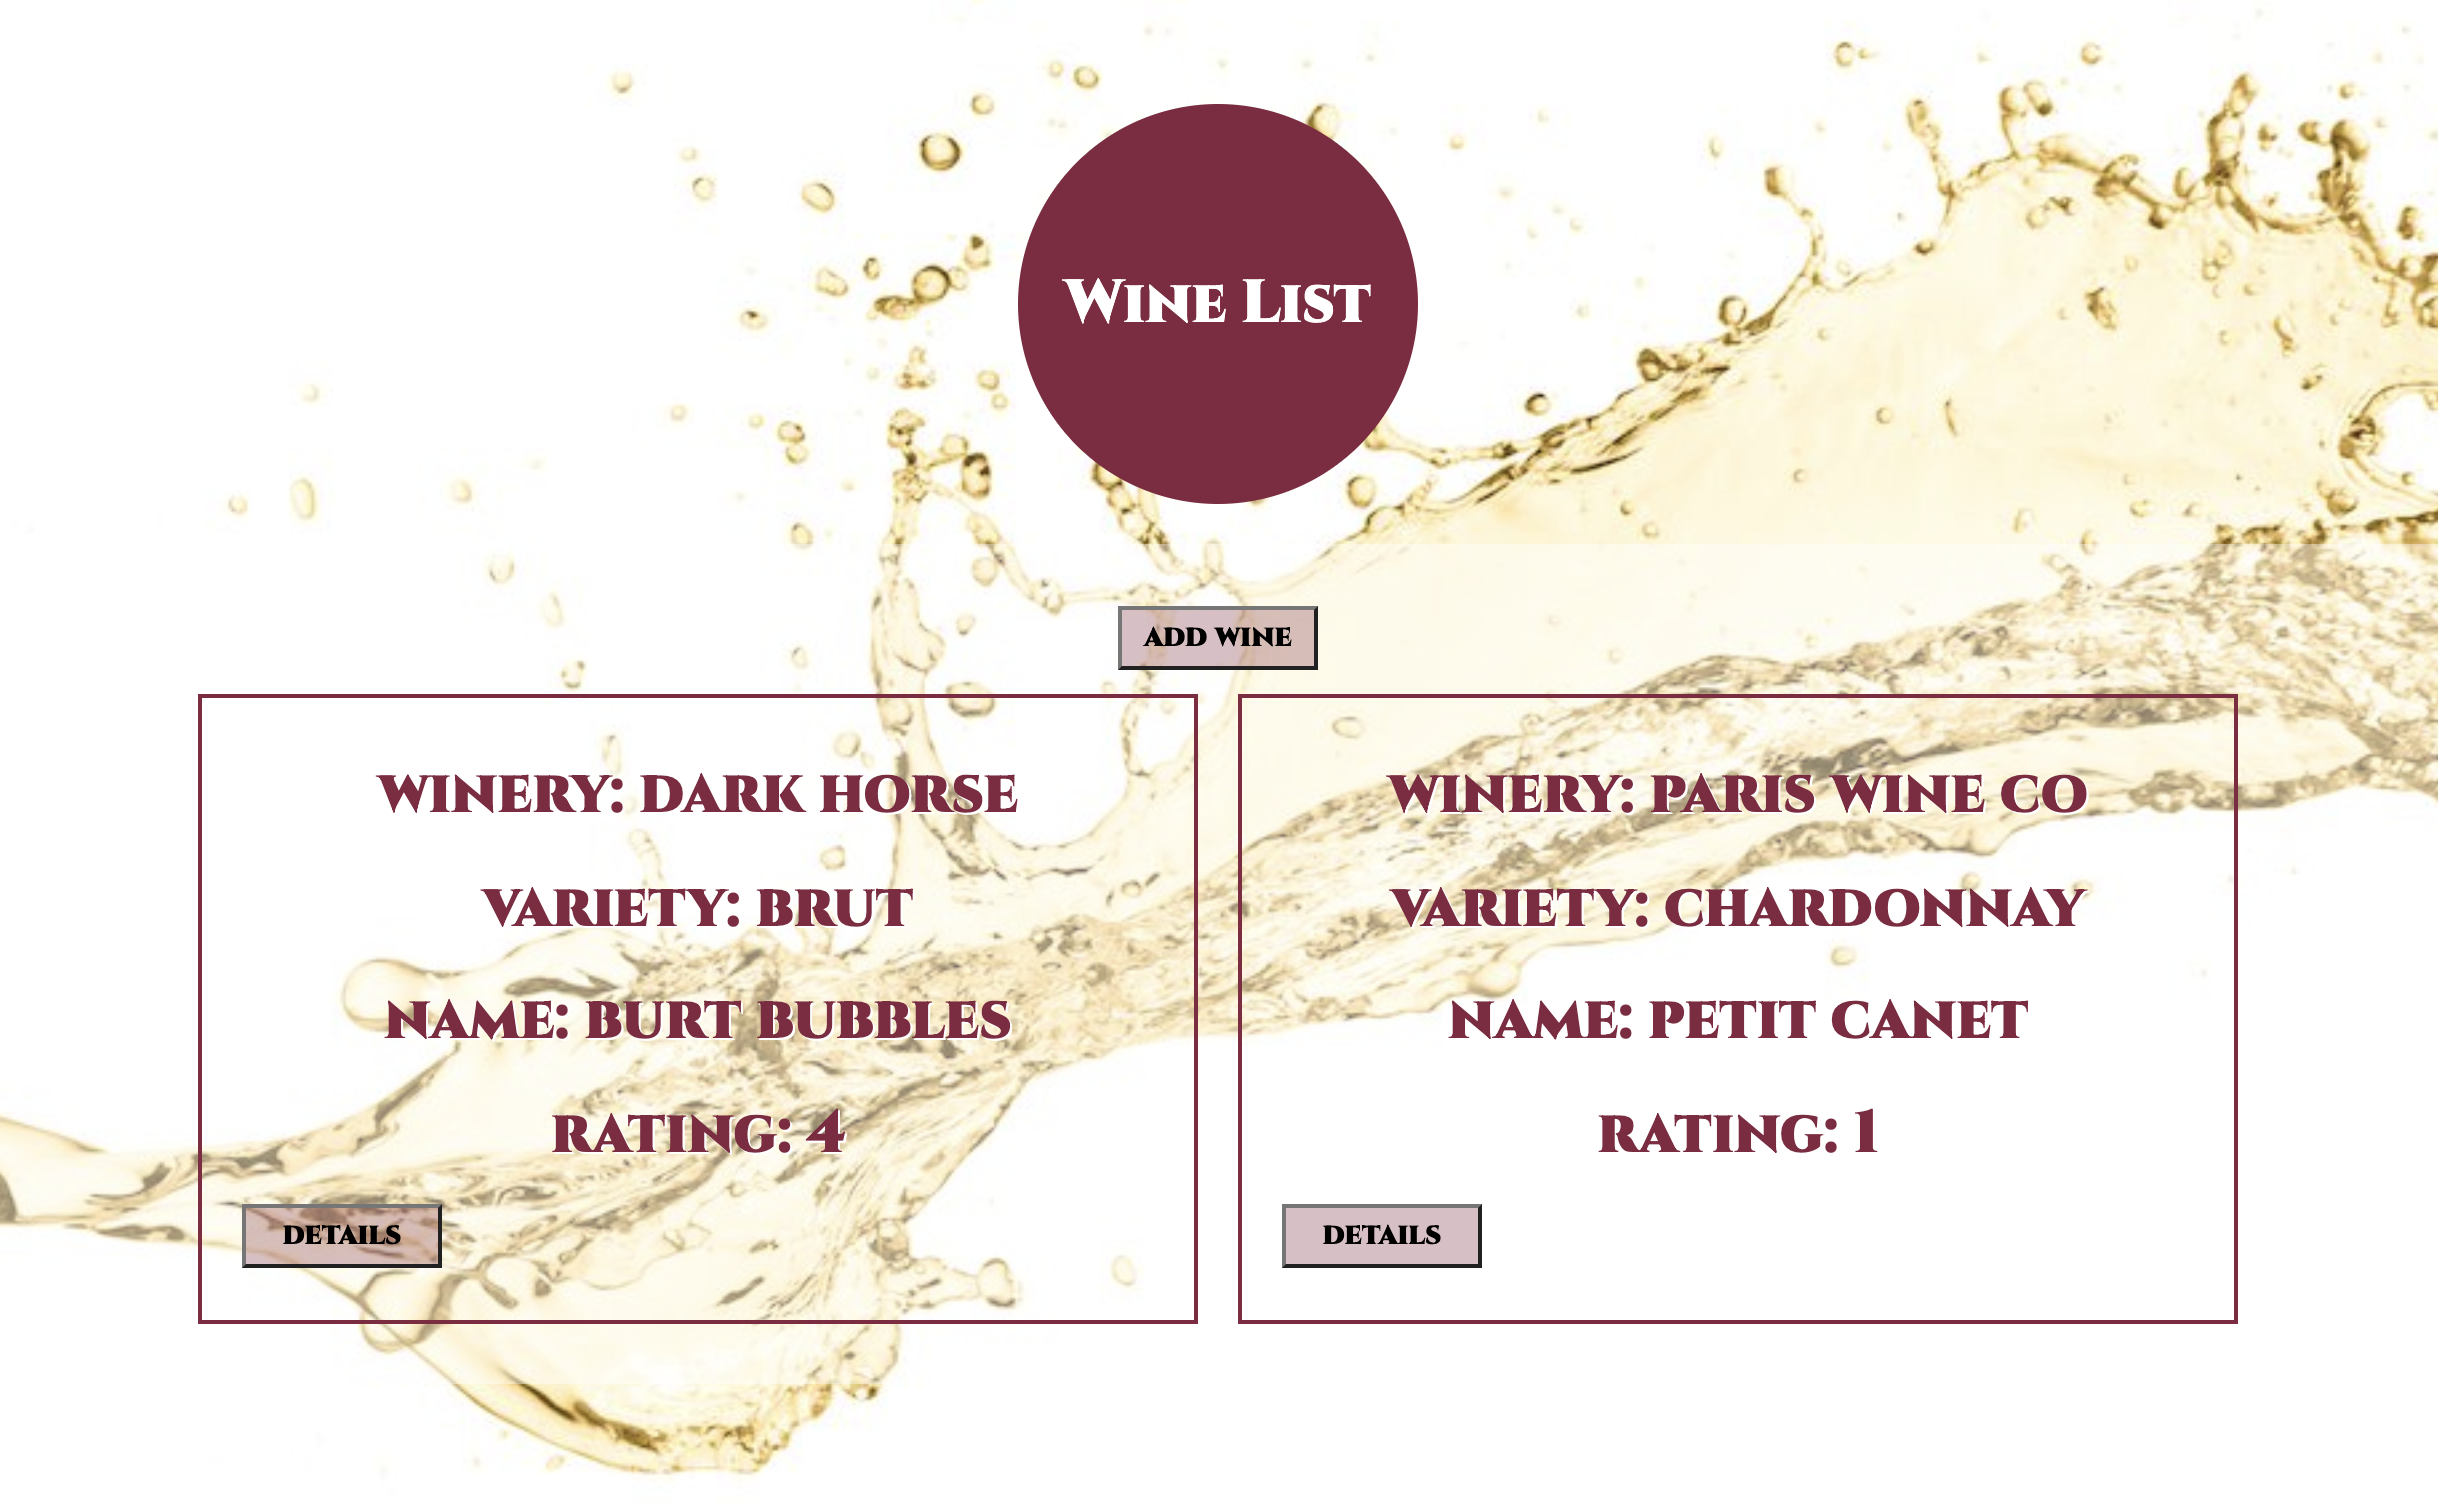 Wine List
ADD WINE
WINERY: DARK HORSE
VARIETY: BRUT
NAME: BURT BUBBLES
RATING: 4
DETAILS
WINERY: PARIS WINE CO
VARIETY: CHARDONNAY
NAME: PETIT CANET
RATING: 1
DETAILS